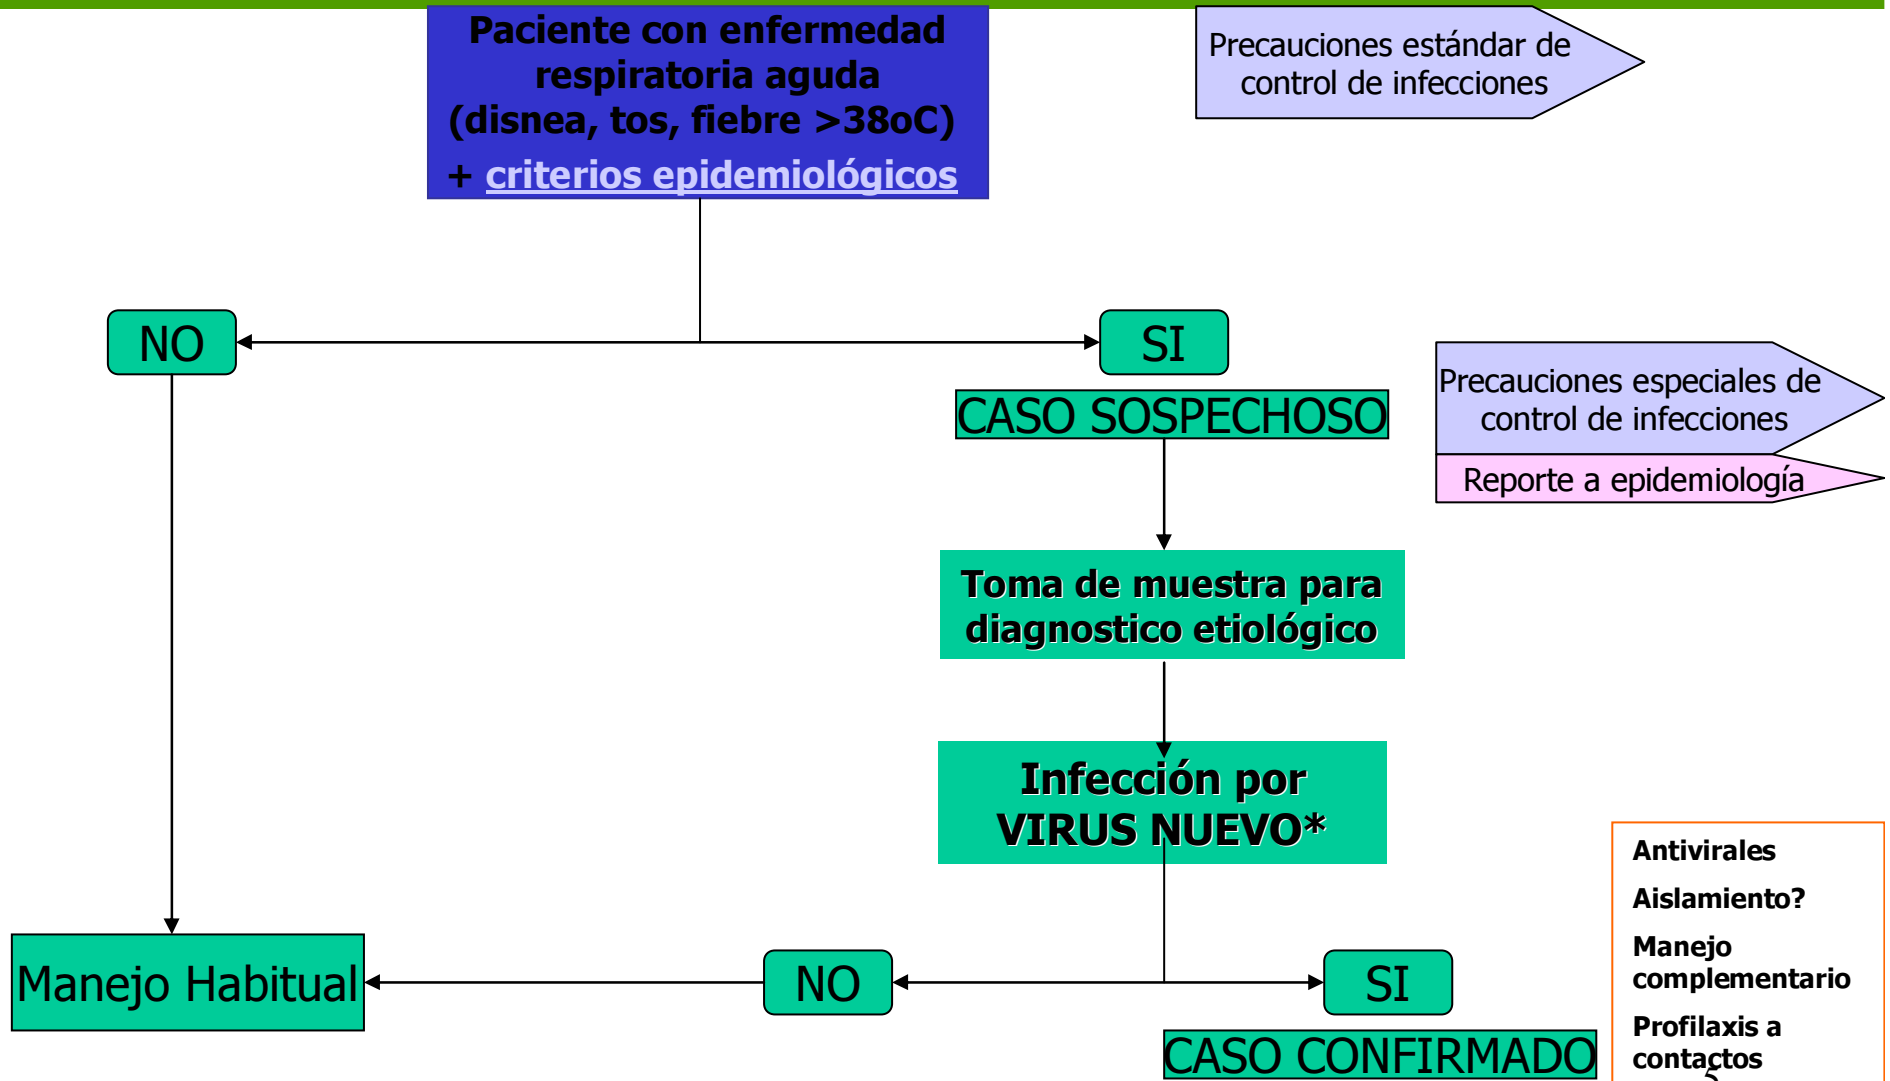 Paciente con enfermedad
respiratoria aguda
(disnea, tos, fiebre >38oC)
+ criterios epidemiológicos
Precauciones estándar de
control de infecciones
NO
SI
CASO SOSPECHOSO
Precauciones especiales de
control de infecciones
Reporte a epidemiología
Toma de muestra para
diagnostico etiológico
Infección por
VIRUS NUEVO*
Antivirales
Aislamiento?
Manejo
complementario
Profilaxis a
contactos
Manejo Habitual
NO
SI
CASO CONFIRMADO
5